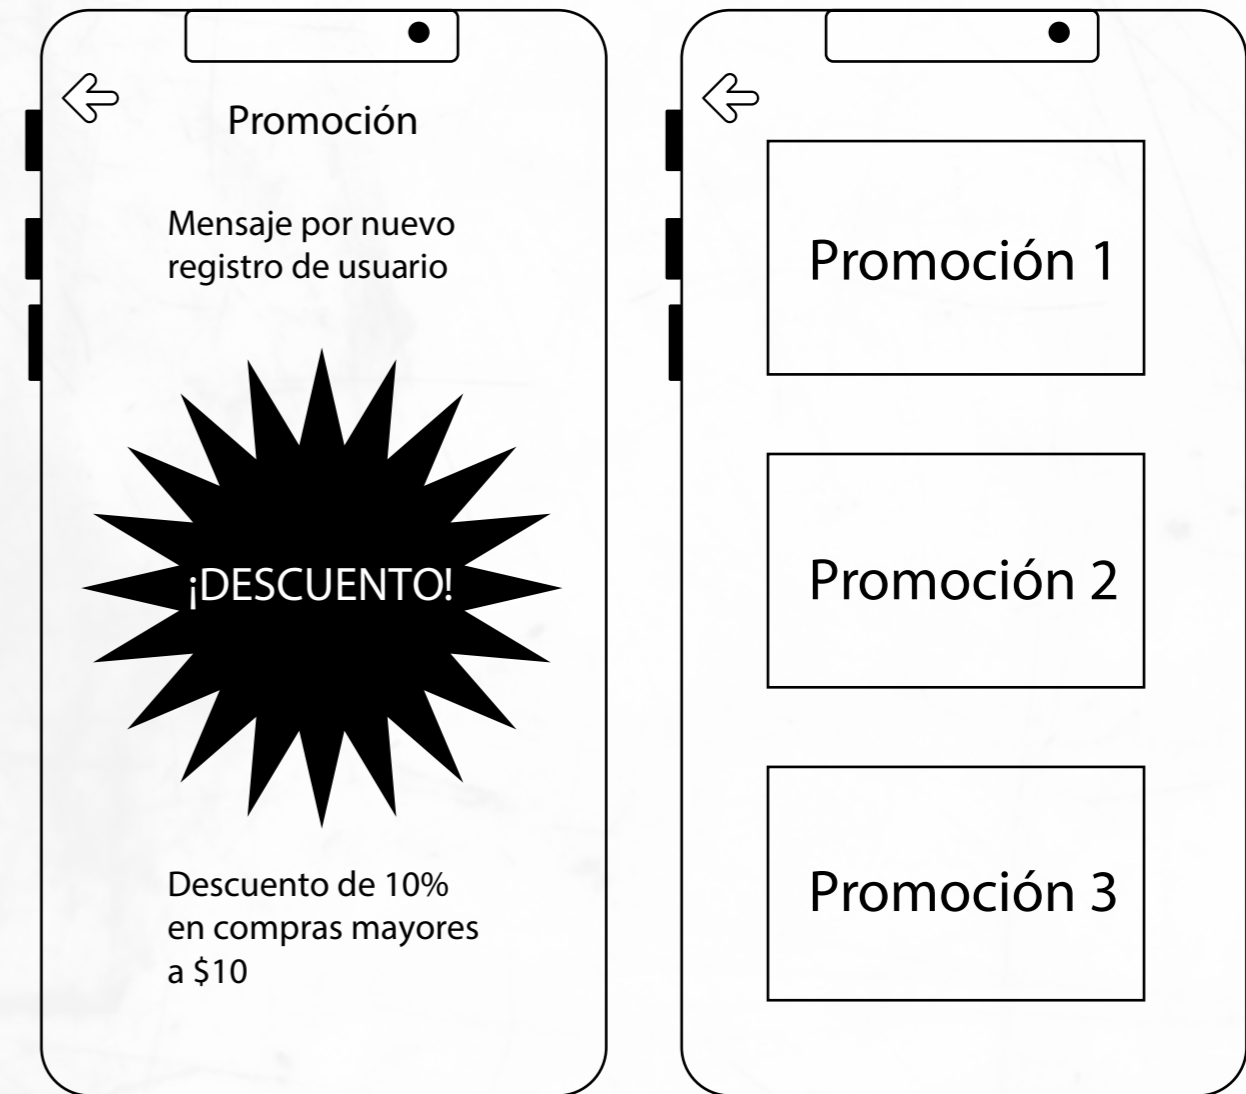 Promoción
Mensaje por nuevo
registro de usuario
¡DESCUENTO!
Descuento de 10%
en compras mayores
a $10
Promoción 1
Promoción 2
Promoción 3